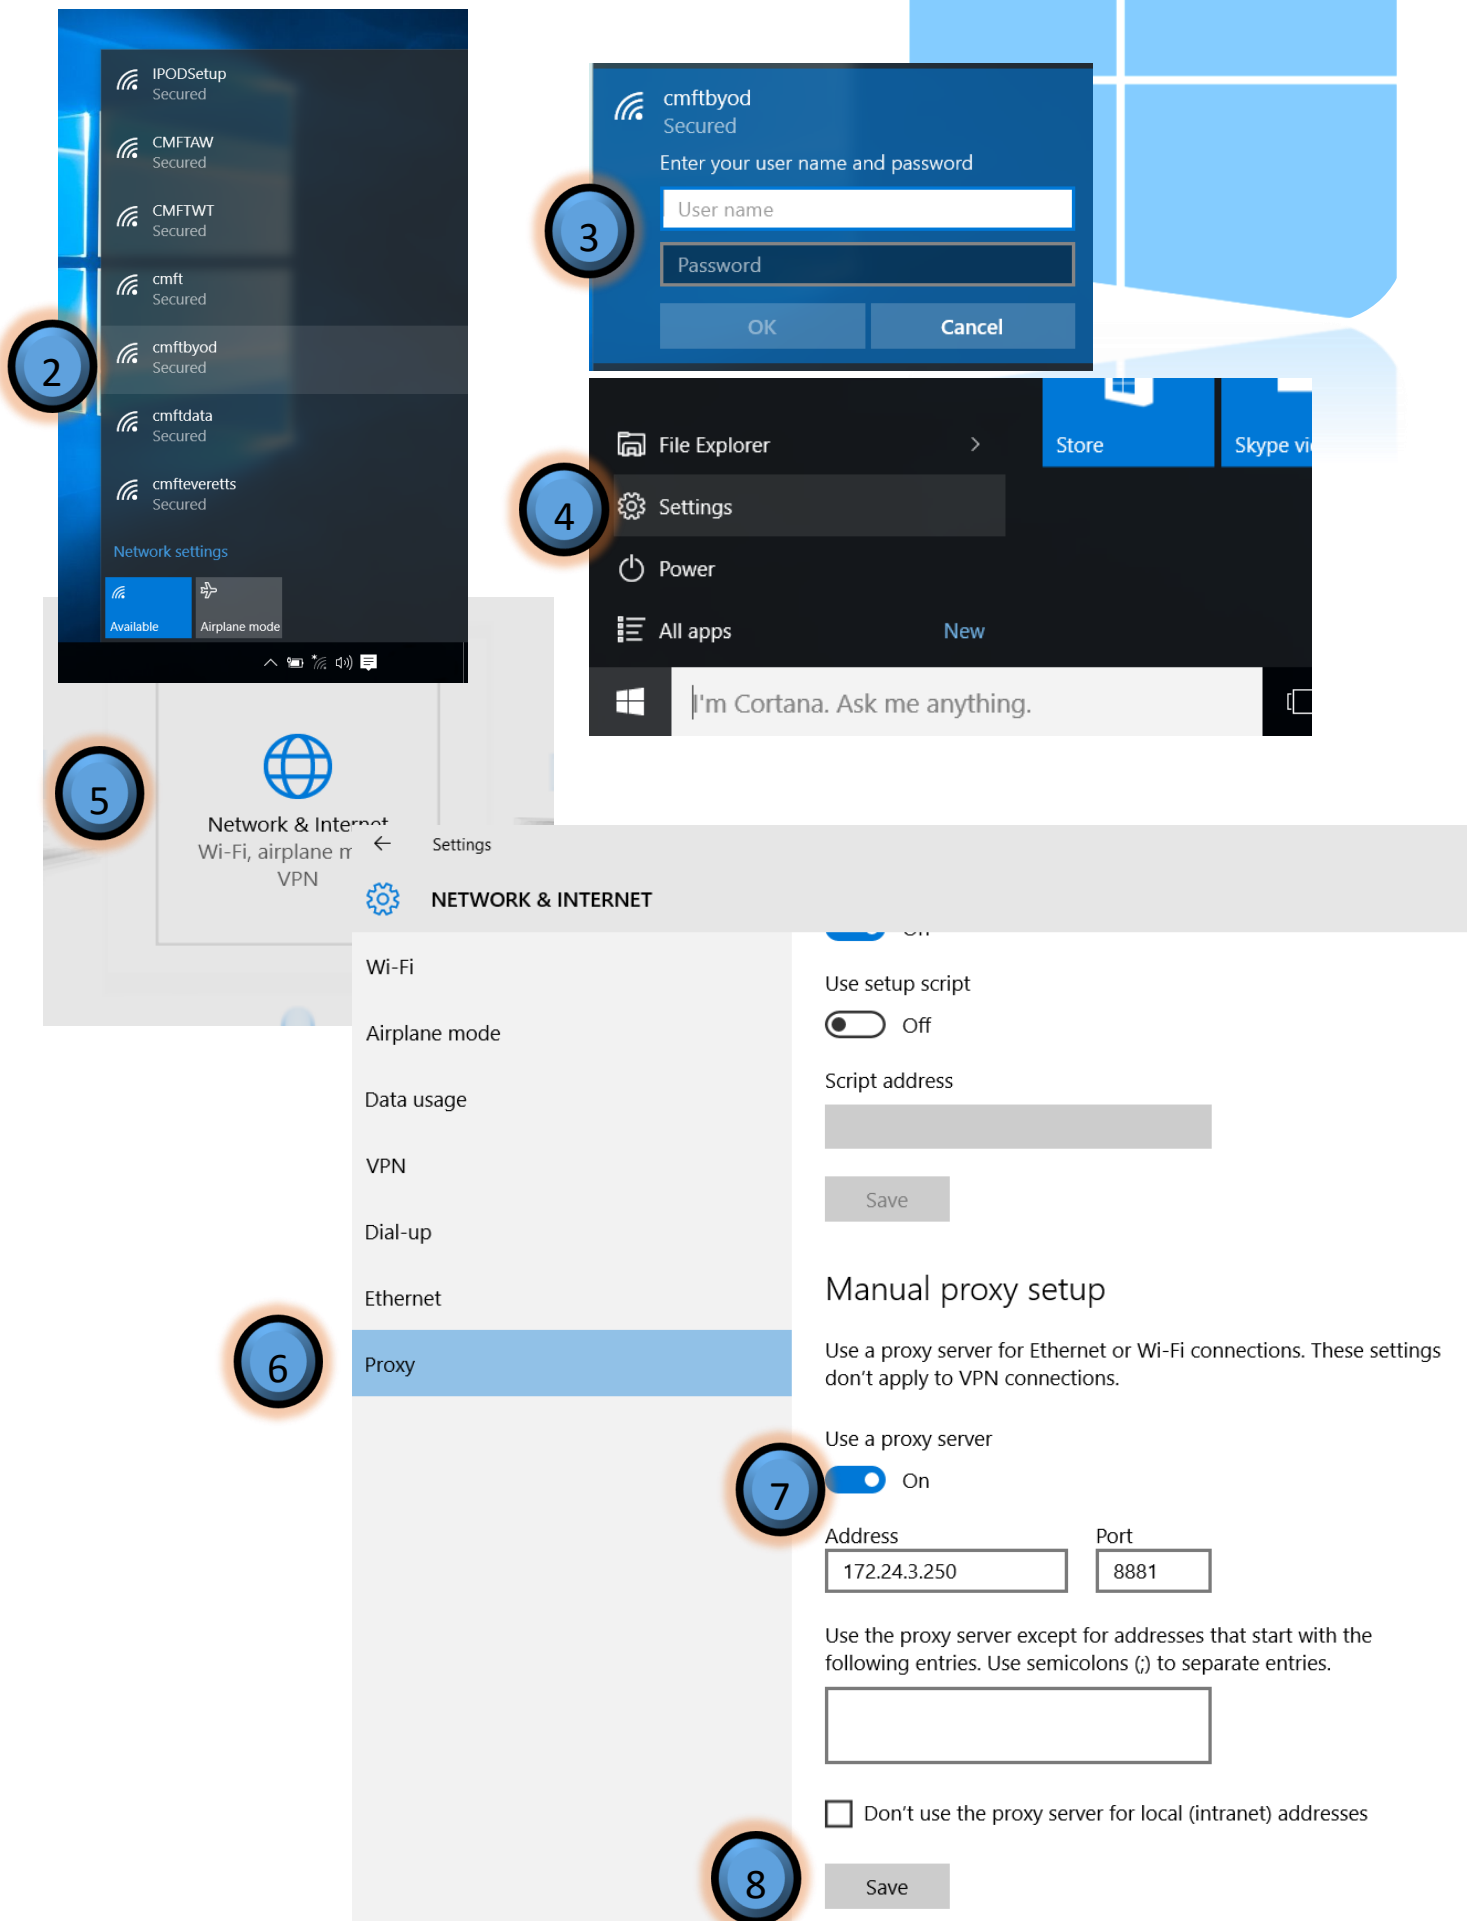 IPODSetup
Secured
CMFTAW
Secured
CMFTWT
Secured
cmft
Secured
2
cmftbyod
Secured
cmftdata
Secured
cmfteveretts
Secured
Network settings
Available
Airplane mode
cmftbyod
Secured
Enter your user name and password
3
User name
Password
OK
Cancel
File Explorer
Store
Skype vi
4
Settings
Power
All apps
New
I'm Cortana. Ask me anything.
5
Network & Internet
Wi-Fi, airplane m
VPN
Settings
NETWORK & INTERNET
Wi-Fi
Airplane mode
Data usage
VPN
Dial-up
Ethernet
6
Proxy
On
Use setup script
Off
Script address
Save
Manual proxy setup
Use a proxy server for Ethernet or Wi-Fi connections. These settings
don't apply to VPN connections.
Use a proxy server
7
On
Address
Port
172.24.3.250
8881
Use the proxy server except for addresses that start with the
following entries. Use semicolons (;) to separate entries.
Don't use the proxy server for local (intranet) addresses
8
Save